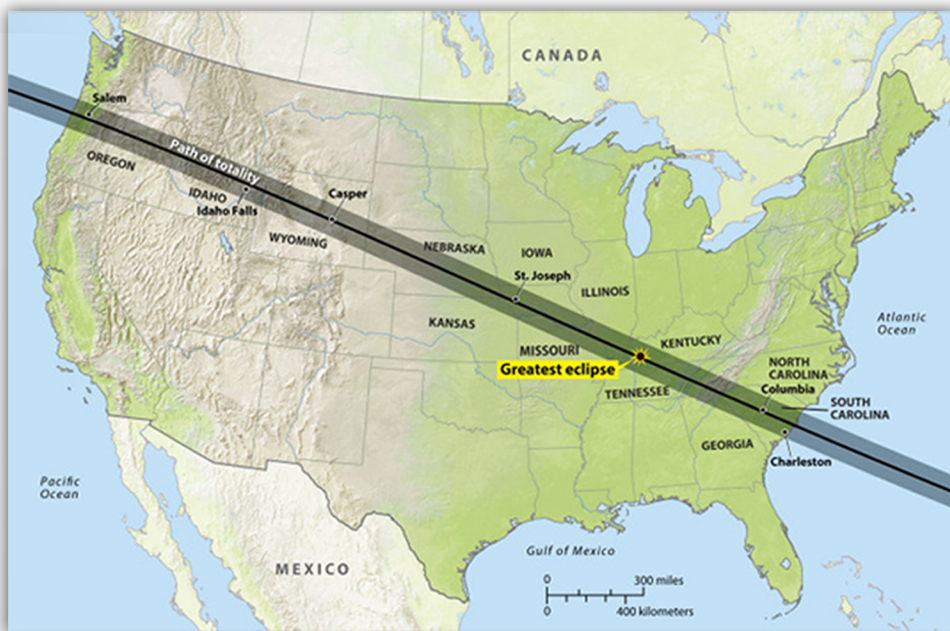 CANADA
Salem
Path of totality
OREGON
IDAHO
Idaho Falls
Casper
WYOMING
NEBRASKA
IOWA
St. Joseph
ILLINOIS
KANSAS
MISSOURI
KENTUCKY
Greatest eclipse
TENNESSEE
NORTH
CAROLINA
Columbia
SOUTH
CAROLINA
GEORGIA
Charleston
Atlantic
Ocean
Pacific
Ocean
Gulf of Mexico
MEXICO
0 300 miles
0 400 kilometers